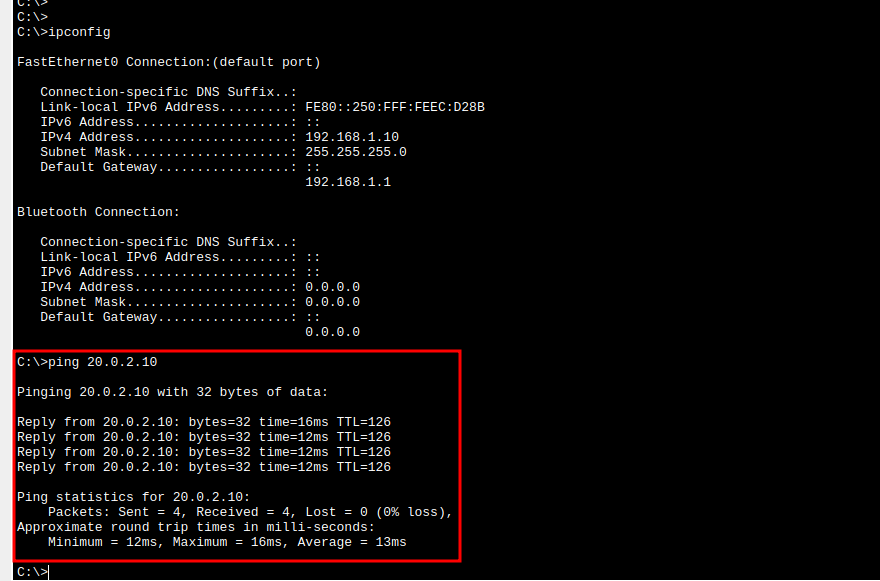 C:\>
C:\>
C:\>ipconfig
FastEthernet0 Connection:(default port)
Connection-specific DNS Suffix..:
Link-local IPv6 Address.........: FE80::250:FFF:FEEC:D28B
IPv6 Address....................: ::
IPv4 Address....................: 192.168.1.10
Subnet Mask.....................: 255.255.255.0
Default Gateway.................: ::
192.168.1.1
Bluetooth Connection:
Connection-specific DNS Suffix..:
Link-local IPv6 Address.........: ::
IPv6 Address....................: ::
IPv4 Address....................: 0.0.0.0
Subnet Mask.....................: 0.0.0.0
Default Gateway.................: ::
0.0.0.0
C:\>ping 20.0.2.10
Pinging 20.0.2.10 with 32 bytes of data:
Reply from 20.0.2.10: bytes=32 time=16ms TTL=126
Reply from 20.0.2.10: bytes=32 time=12ms TTL=126
Reply from 20.0.2.10: bytes=32 time=12ms TTL=126
Reply from 20.0.2.10: bytes=32 time=12ms TTL=126
Ping statistics for 20.0.2.10:
Packets: Sent = 4, Received = 4, Lost = 0 (0% loss),
Approximate round trip times in milli-seconds:
Minimum = 12ms, Maximum = 16ms, Average = 13ms
C:\>